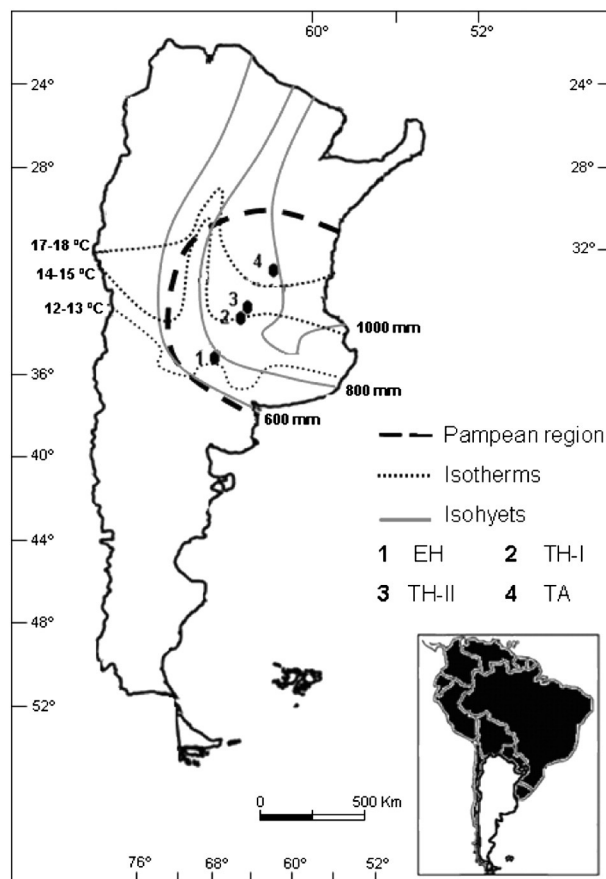 60° 52°
24° 24°
28°
32° 32°
17-18 ºC
14-15 ºC
12-13 ºC
4
3
2
1
1000 mm
800 mm
600 mm
36°
40°
44°
48°
52°
Pampean region
Isotherms
Isohyets
1 EH 2 TH-I
3 TH-II 4 TA
0 500 Km
76° 68° 60° 52°